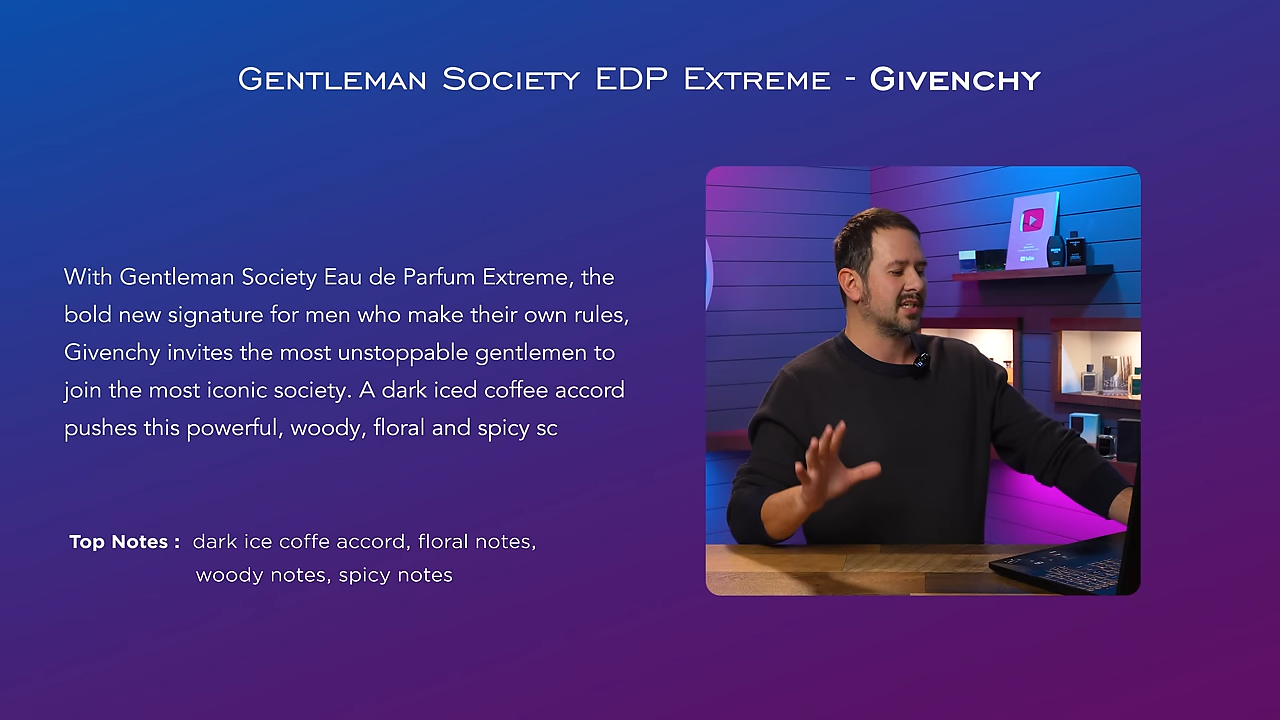 Gentleman Society EDP Extreme - Givenchy
With Gentleman Society Eau de Parfum Extreme, the
bold new signature for men who make their own rules,
Givenchy invites the most unstoppable gentlemen to
join the most iconic society. A dark iced coffee accord
pushes this powerful, woody, floral and spicy sc
Top Notes : dark ice coffe accord, floral notes,
woody notes, spicy notes